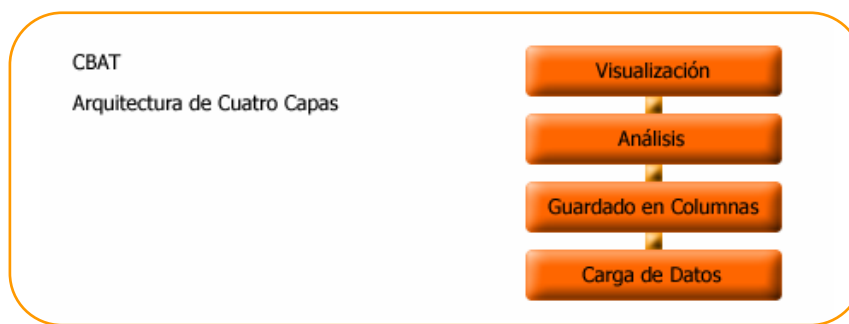 CBAT
Arquitectura de Cuatro Capas
Visualización
Análisis
Guardado en Columnas
Carga de Datos